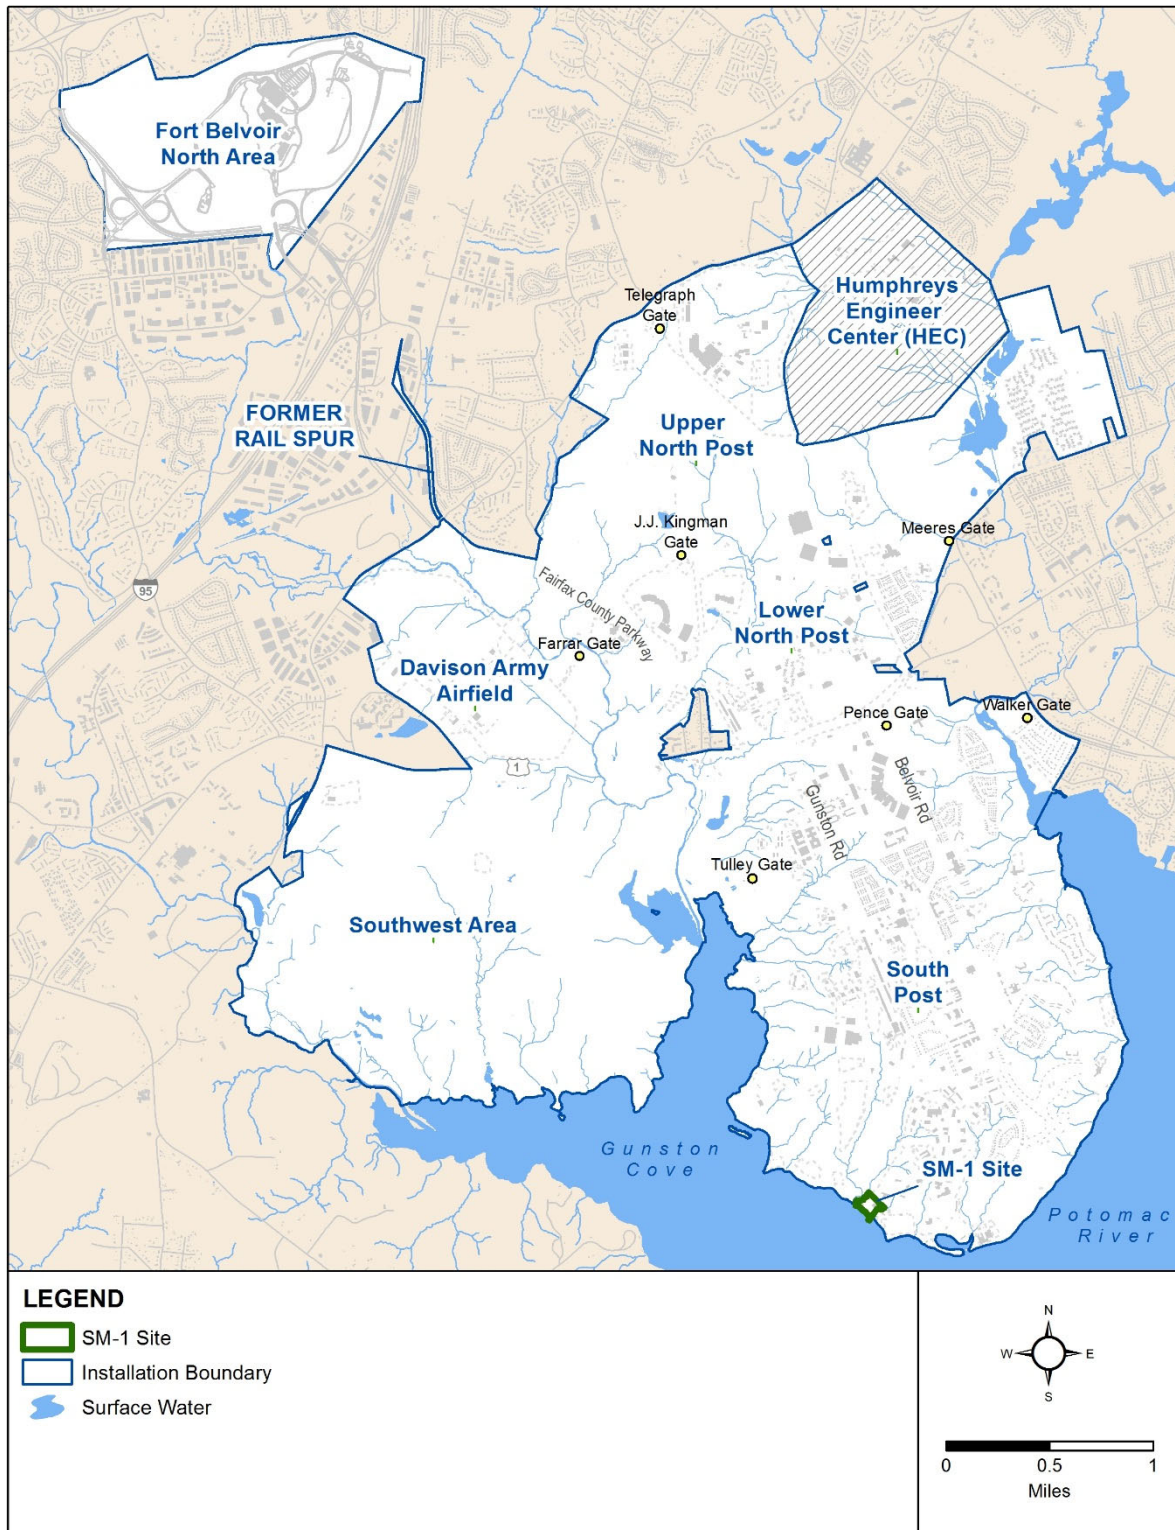 Fort Belvoir
North Area
Humphreys
Engineer
Center (HEC)
Telegraph
Gate
FORMER
RAIL SPUR
Upper
North Post
J.J. Kingman
Gate
Meeres Gate
95
Fairfax County Parkway
Lower
North Post
Farrar Gate
Davison Army
Airfield
Pence Gate
Walker Gate
1
Belvoir Rd
Gunston Rd
Tulley Gate
Southwest Area
South
Post
Gunston
Cove
SM-1 Site
Potomac
River
LEGEND
SM-1 Site
Installation Boundary
Surface Water
N
W
E
S
0
0.5
1
Miles